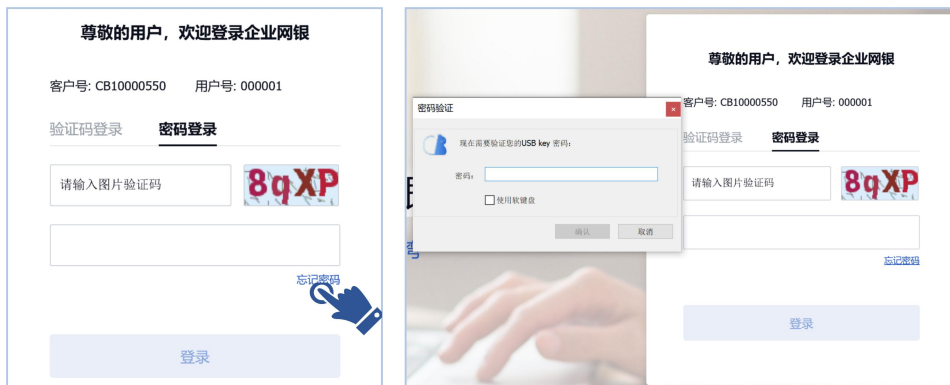 尊敬的用户，欢迎登录企业网银
客户号: CB10000550 用户号: 000001
验证码登录 密码登录
请输入图片验证码 8qXP
忘记密码
登录
尊敬的用户，欢迎登录企业网银
密码验证
客户号: CB10000550 用户号: 000001
现在需要验证您的USB key 密码:
验证码登录 密码登录
密码:
请输入图片验证码 8qXP
使用软键盘
确认 取消
忘记密码
登录